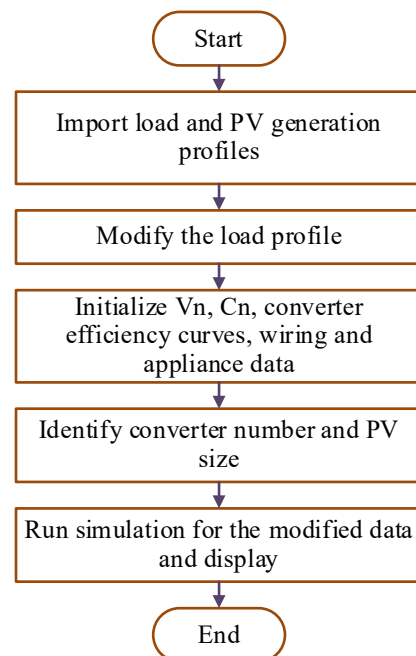 Start
Import load and PV generation
profiles
Modify the load profile
Initialize Vn, Cn, converter
efficiency curves, wiring and
appliance data
Identify converter number and PV
size
Run simulation for the modified data
and display
End